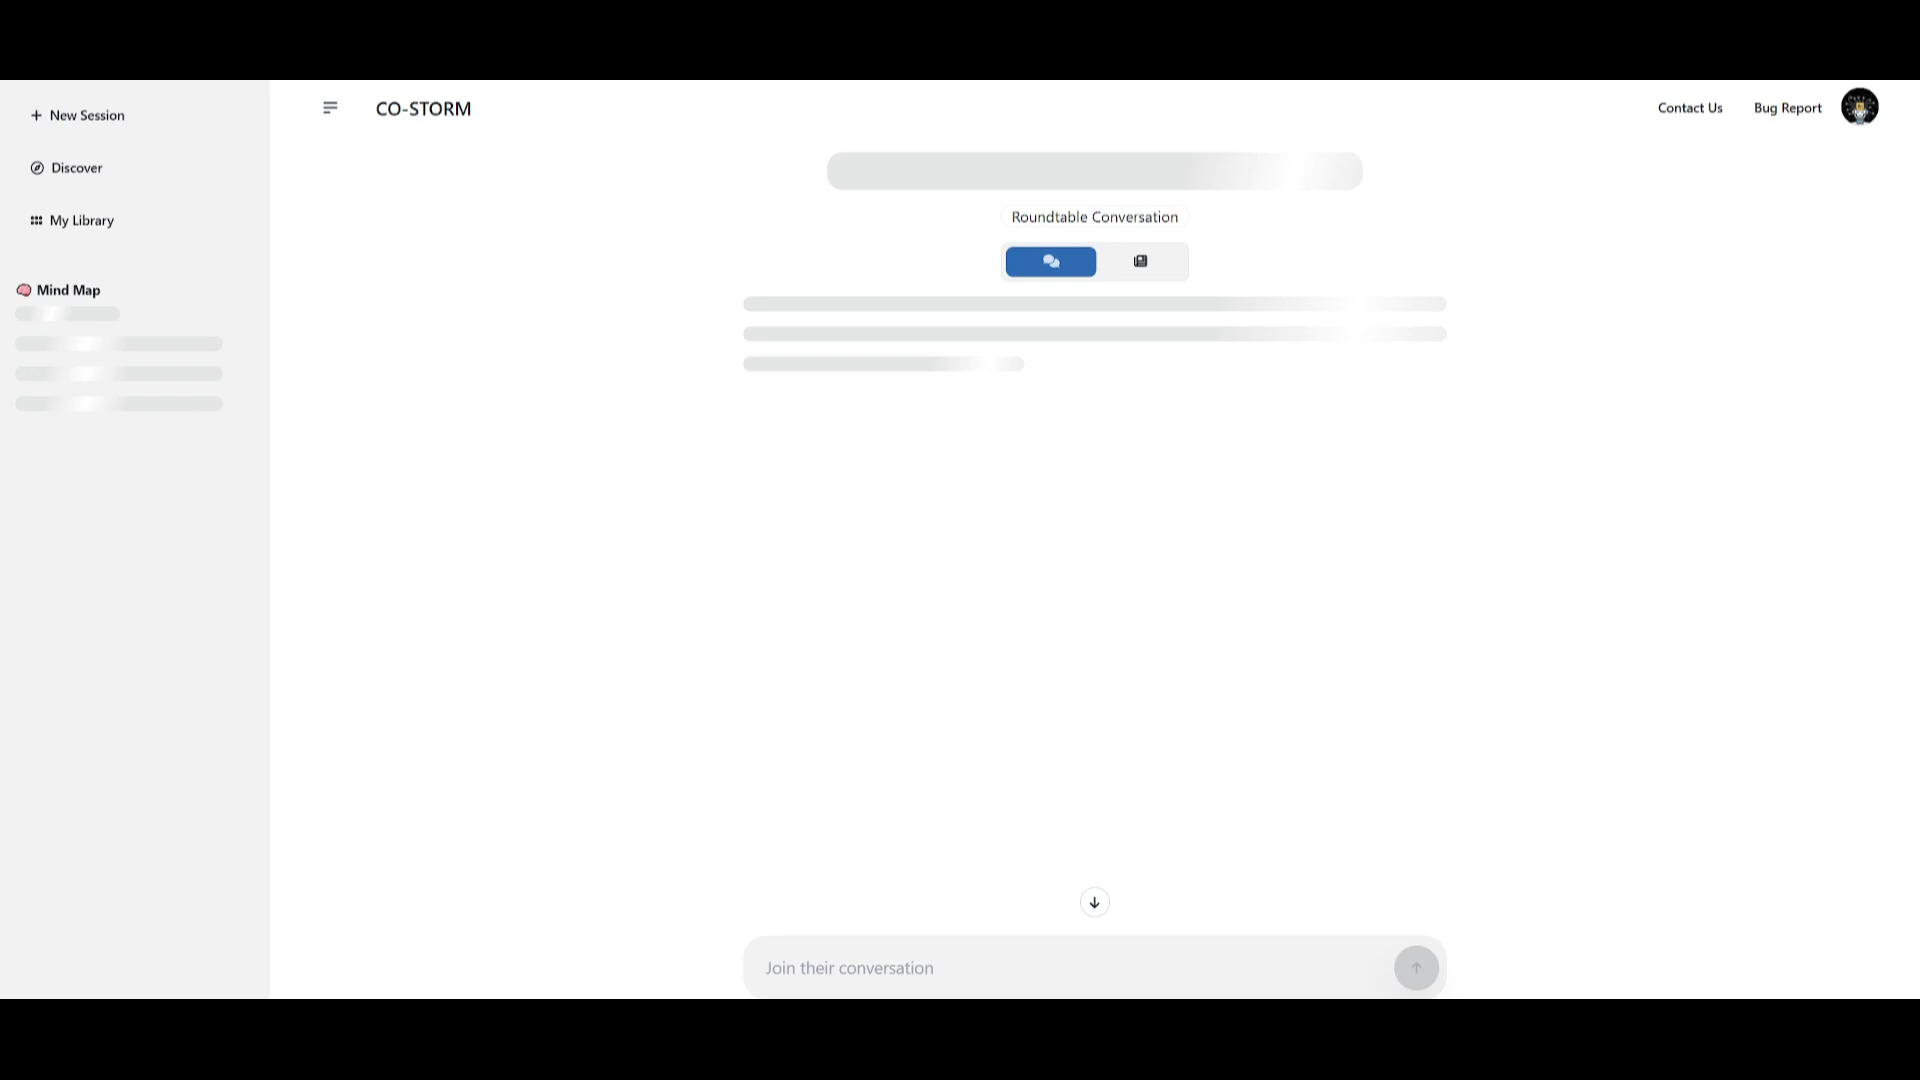 New Session
Discover
My Library
Mind Map
CO-STORM
Contact Us
Bug Report
Roundtable Conversation
Join their conversation